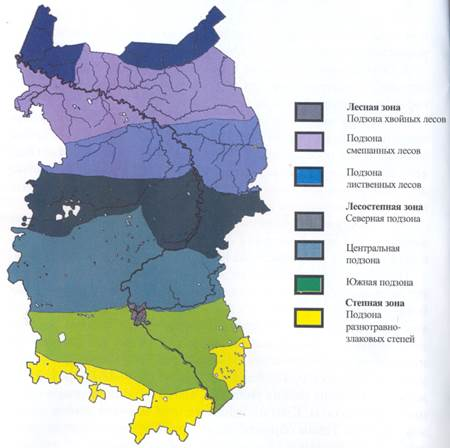 Лесная зона
Подзона хвойных лесов
Подзона
смешанных лесов
Подзона
лиственных лесов
Лесостепная зона
Северная подзона
Центральная
подзона
Южная подзона
Степная зона
Подзона
разнотравно-
злаковых степей